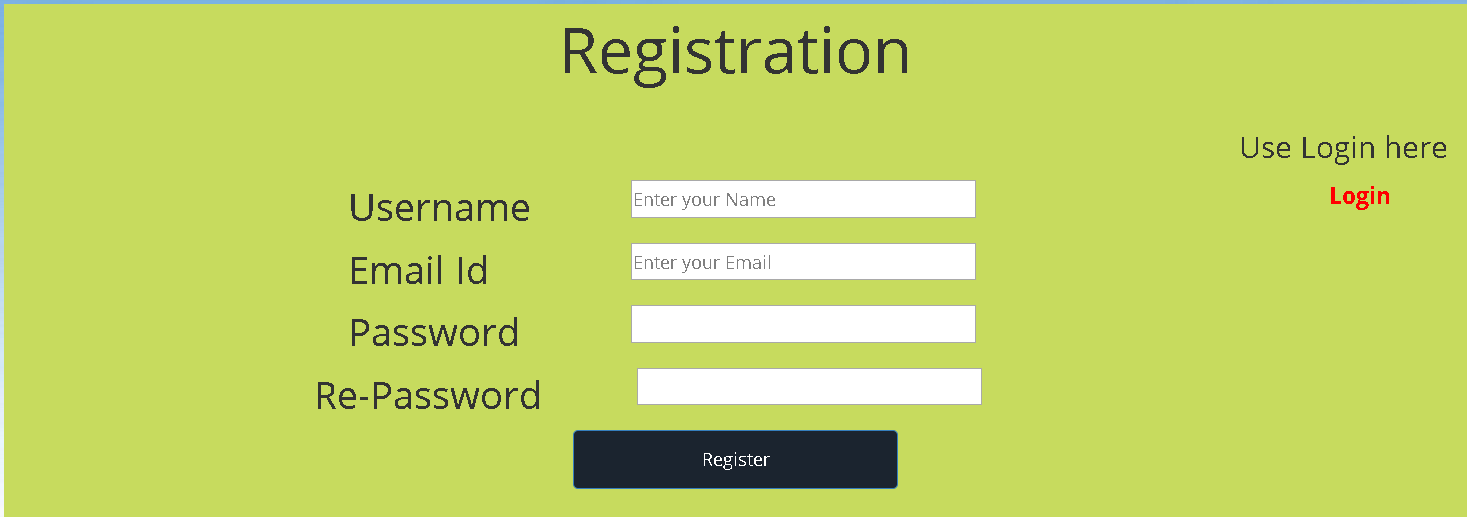 Registration
Use Login here
Login
Username
Enter your Name
Email Id
Enter your Email
Password
Re-Password
Register